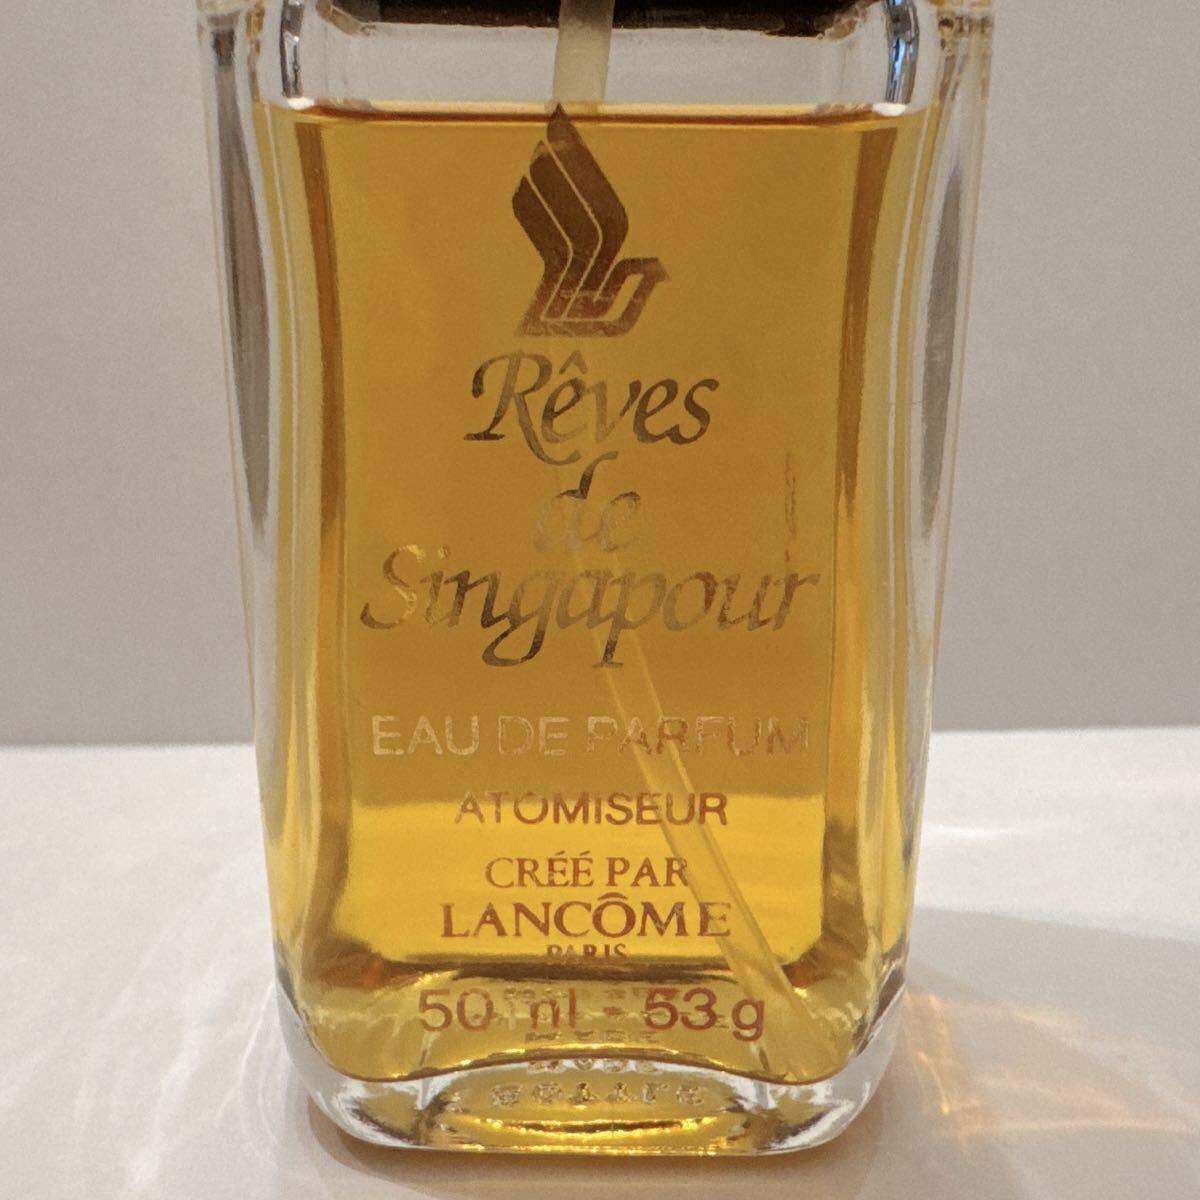 Rêves
de
Singapour
EAU DE PARFUM
ATOMISEUR
CRÉÉ PAR
LANCÔME
PARIS
50 ml - 53 g